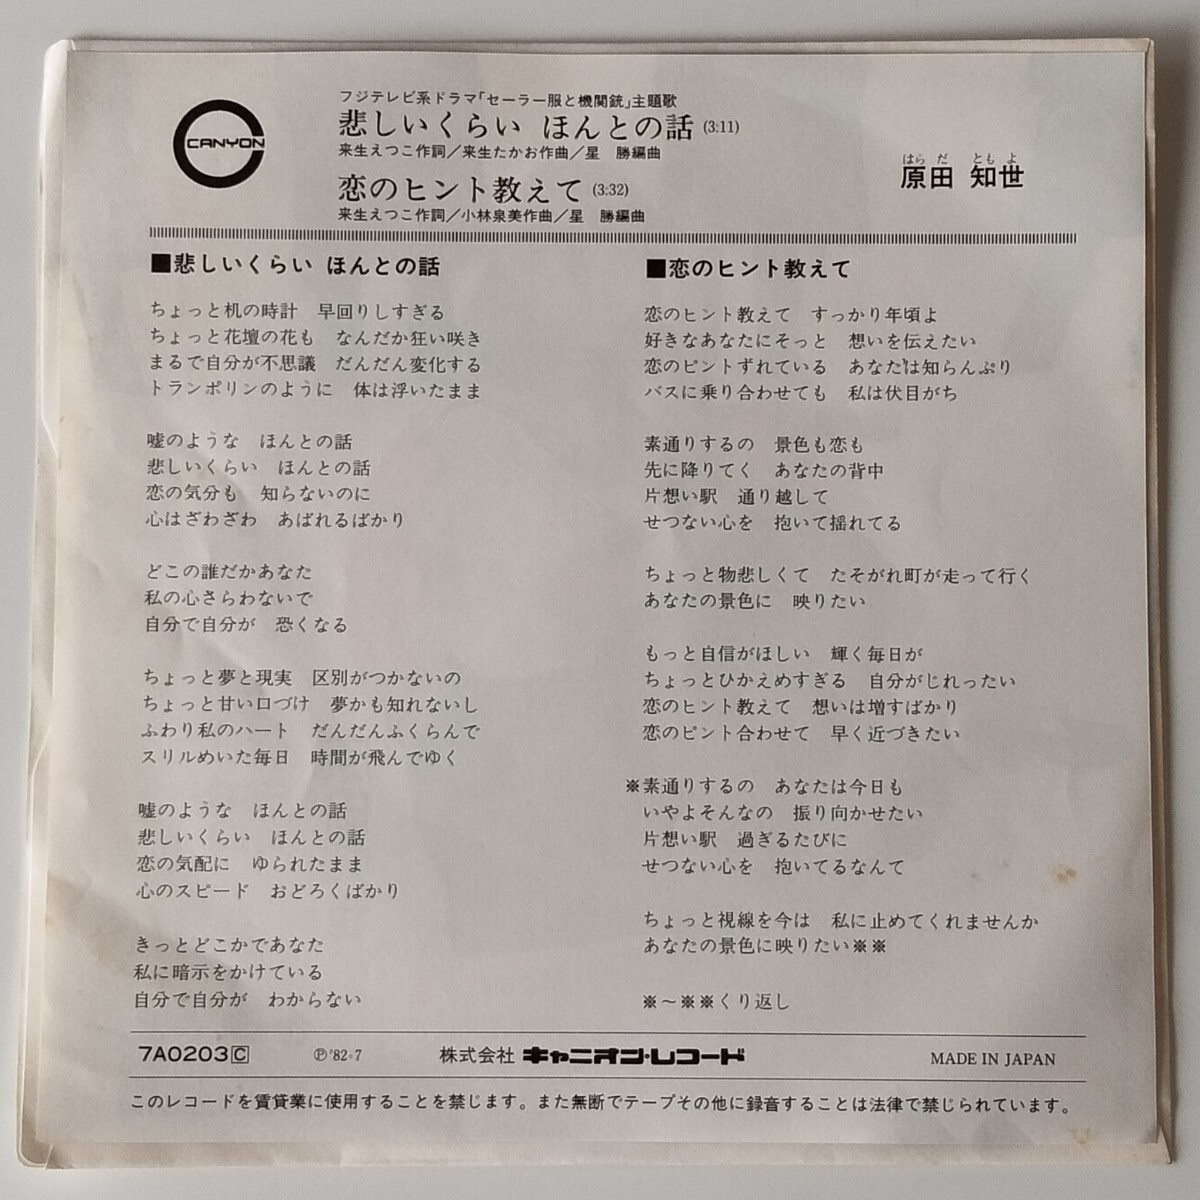 CANYON
フジテレビ系ドラマ「セーラー服と機関銃」主題歌
悲しいくらい ほんとの話 (3:11)
来生えつこ作詞／来生たかお作曲／星 勝編曲
恋のヒント教えて (3:32)
来生えつこ作詞／小林泉美作曲／星 勝編曲
はら だ とも よ
原田 知世
■悲しいくらい ほんとの話
ちょっと机の時計 早回りしすぎる
ちょっと花壇の花も なんだか狂い咲き
まるで自分が不思議 だんだん変化する
トランポリンのように 体は浮いたまま
嘘のような ほんとの話
悲しいくらい ほんとの話
恋の気分も 知らないのに
心はざわざわ あばれるばかり
どこの誰だかあなた
私の心さらわないで
自分で自分が 恐くなる
ちょっと夢と現実 区別がつかないの
ちょっと甘い口づけ 夢かも知れないし
ふわり私のハート だんだんふくらんで
スリルめいた毎日 時間が飛んでゆく
嘘のような ほんとの話
悲しいくらい ほんとの話
恋の気配に ゆられたまま
心のスピード おどろくばかり
きっとどこかであなた
私に暗示をかけている
自分で自分が わからない
■恋のヒント教えて
恋のヒント教えて すっかり年頃よ
好きなあなたにそっと 想いを伝えたい
恋のピントずれている あなたは知らんぷり
バスに乗り合わせても 私は伏目がち
素通りするの 景色も恋も
先に降りてく あなたの背中
片想い駅 通り越して
せつない心を 抱いて揺れてる
ちょっと物悲しくて たそがれ町が走って行く
あなたの景色に 映りたい
もっと自信がほしい 輝く毎日が
ちょっとひかえめすぎる 自分がじれったい
恋のヒント教えて 想いは増すばかり
恋のピント合わせて 早く近づきたい
※素通りするの あなたは今日も
いやよそんなの 振り向かせたい
片想い駅 過ぎるたびに
せつない心を 抱いてるなんて
ちょっと視線を今は 私に止めてくれませんか
あなたの景色に映りたい※※
※～※※くり返し
7A0203 C ℗'82・7 株式会社 キャニオン・レコード MADE IN JAPAN
このレコードを賃貸業に使用することを禁じます。また無断でテープその他に録音することは法律で禁じられています。